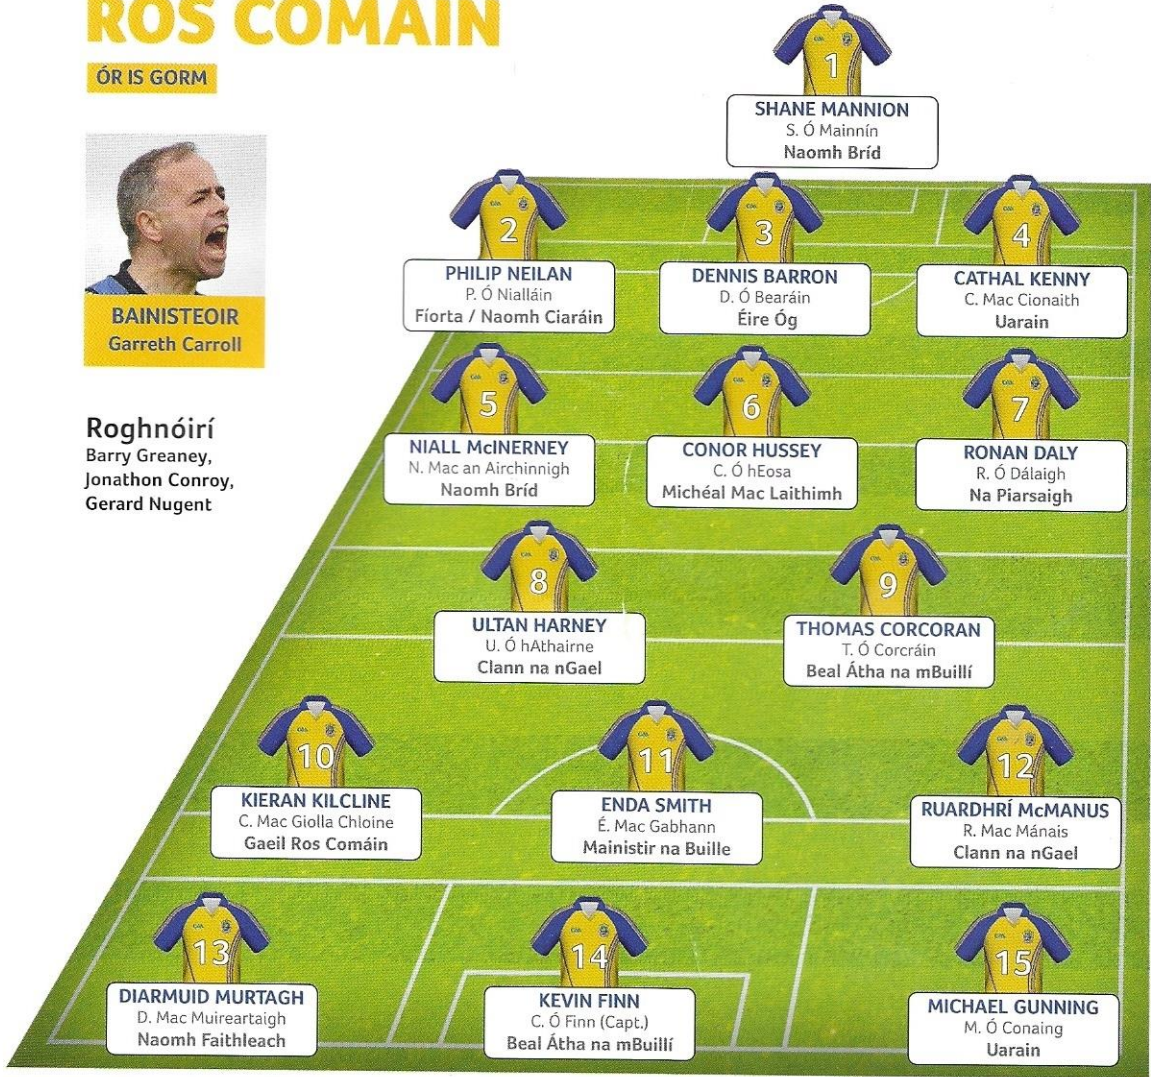 ROS COMÁIN
ÓR IS GORM
BAINISTEOIR
Garreth Carroll
Roghnóirí
Barry Greaney,
Jonathon Conroy,
Gerard Nugent
1
SHANE MANNION
S. Ó Mainnín
Naomh Bríd
2
PHILIP NEILAN
P. Ó Nialláin
Fíorta / Naomh Ciaráin
3
DENNIS BARRON
D. Ó Bearáin
Éire Óg
4
CATHAL KENNY
C. Mac Cionaith
Uarain
5
NIALL McINERNEY
N. Mac an Airchinnigh
Naomh Bríd
6
CONOR HUSSEY
C. Ó hEosa
Michéal Mac Laithimh
7
RONAN DALY
R. Ó Dálaigh
Na Piarsaigh
8
ULTAN HARNEY
U. Ó hAthairne
Clann na nGael
9
THOMAS CORCORAN
T. Ó Corcráin
Beal Átha na mBuillí
10
KIERAN KILCLINE
C. Mac Giolla Chloine
Gaeil Ros Comáin
11
ENDA SMITH
É. Mac Gabhann
Mainistir na Buille
12
RUARDHRÍ McMANUS
R. Mac Mánais
Clann na nGael
13
DIARMUID MURTAGH
D. Mac Muireartaigh
Naomh Faithleach
14
KEVIN FINN
C. Ó Finn (Capt.)
Beal Átha na mBuillí
15
MICHAEL GUNNING
M. Ó Conaing
Uarain